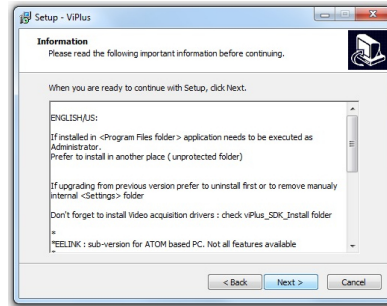 Setup - ViPlus
Information
Please read the following important information before continuing.
When you are ready to continue with Setup, click Next.
ENGLISH/US:
If installed in <Program Files folder> application needs to be executed as
Administrator.
Prefer to install in another place ( unprotected folder)
If upgrading from previous version prefer to uninstall first or to remove manualy
internal <Settings> folder
Don't forget to install Video acquisition drivers : check viPlus_SDK_Install folder
*
*EELINK : sub-version for ATOM based PC. Not all features available
< Back
Next >
Cancel